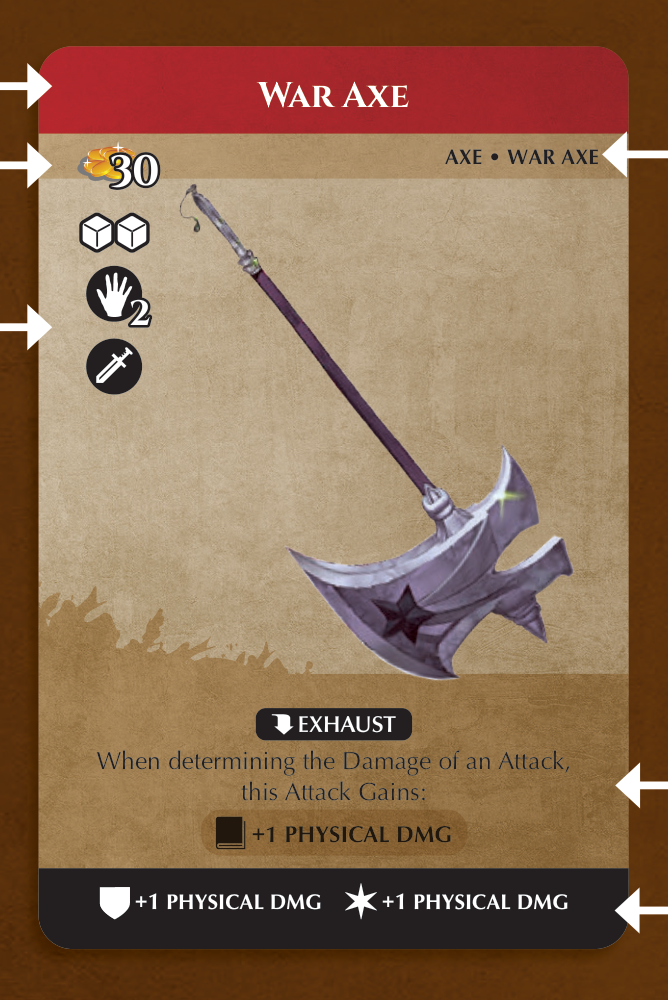 War Axe
30
AXE • WAR AXE
2
EXHAUST
When determining the Damage of an Attack,
this Attack Gains:
+1 PHYSICAL DMG
+1 PHYSICAL DMG +1 PHYSICAL DMG